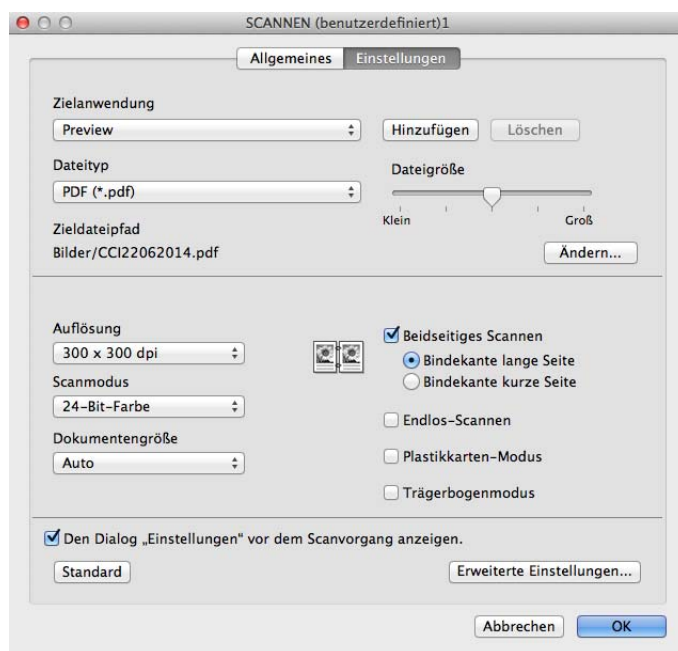 SCANNEN (benutzerdefiniert)1
Allgemeines Einstellungen
Zielanwendung
Preview Hinzufügen Löschen
Dateityp Dateigröße
PDF (*.pdf)
Klein Groß
Zieldateipfad
Bilder/CCI22062014.pdf Ändern...
Auflösung Beidseitiges Scannen
300 x 300 dpi Bindekante lange Seite
Scanmodus Bindekante kurze Seite
24-Bit-Farbe
Endlos-Scannen
Dokumentengröße
Auto Plastikkarten-Modus
Trägerbogenmodus
Den Dialog „Einstellungen" vor dem Scanvorgang anzeigen.
Standard Erweiterte Einstellungen...
Abbrechen OK